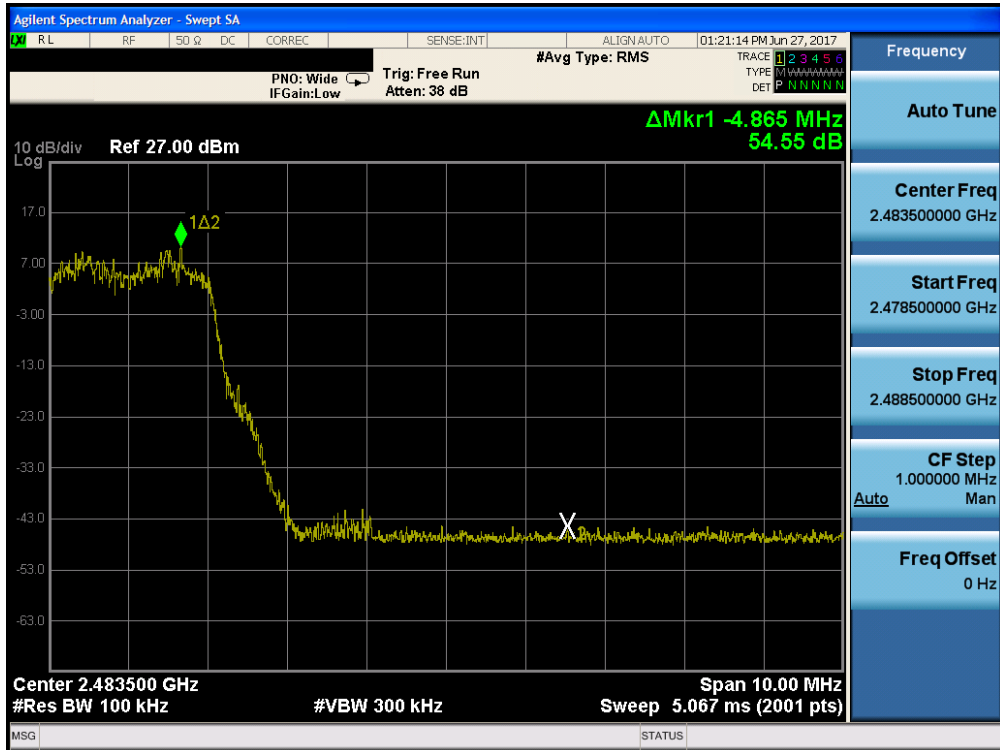 Agilent Spectrum Analyzer - Swept SA
LXI RL RF 50 Ω DC CORREC SENSE:INT ALIGN AUTO 01:21:14 PM Jun 27, 2017
Frequency
#Avg Type: RMS
TRACE 1 2 3 4 5 6
PNO: Wide Trig: Free Run
TYPE M WWWWW
IFGain:Low Atten: 38 dB
DET P N N N N N
Auto Tune
ΔMkr1 -4.865 MHz
54.55 dB
10 dB/div Ref 27.00 dBm
Log
Center Freq
2.483500000 GHz
17.0
1Δ2
7.00
Start Freq
2.478500000 GHz
-3.00
-13.0
Stop Freq
2.488500000 GHz
-23.0
-33.0
CF Step
1.000000 MHz
Auto Man
-43.0
X2
-53.0
Freq Offset
0 Hz
-63.0
Center 2.483500 GHz Span 10.00 MHz
#Res BW 100 kHz #VBW 300 kHz Sweep 5.067 ms (2001 pts)
MSG STATUS